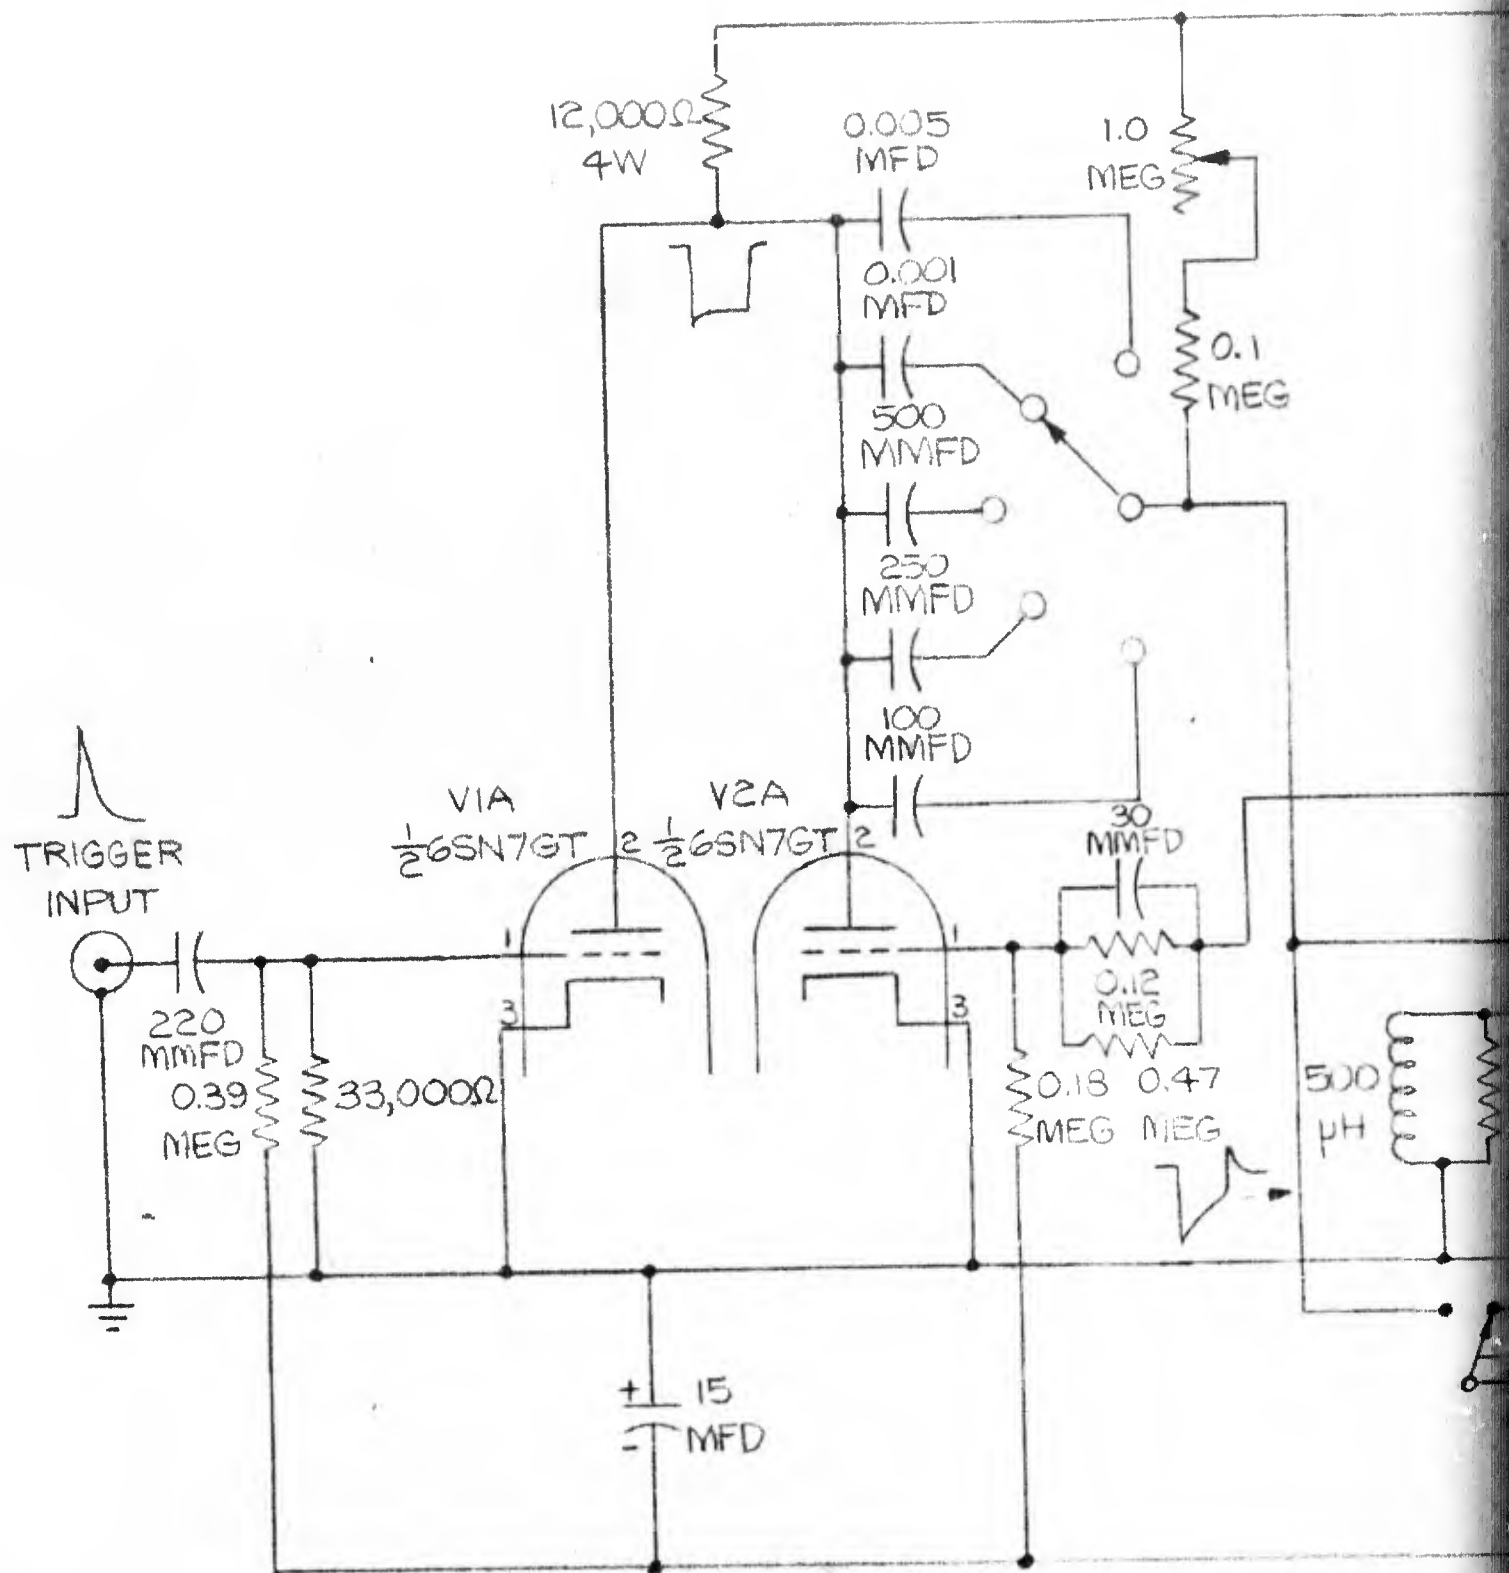 12,000Ω
4W
0.005
MFD
1.0
MEG
0.001
MFD
0.1
MEG
500
MMFD
250
MMFD
100
MMFD
V1A
½6SN7GT
2
V2A
½6SN7GT
2
30
MMFD
TRIGGER
INPUT
1
1
0.12
MEG
3
3
220
MMFD
0.39
MEG
33,000Ω
0.18
MEG
0.47
MEG
500
µH
+
15
MFD
-